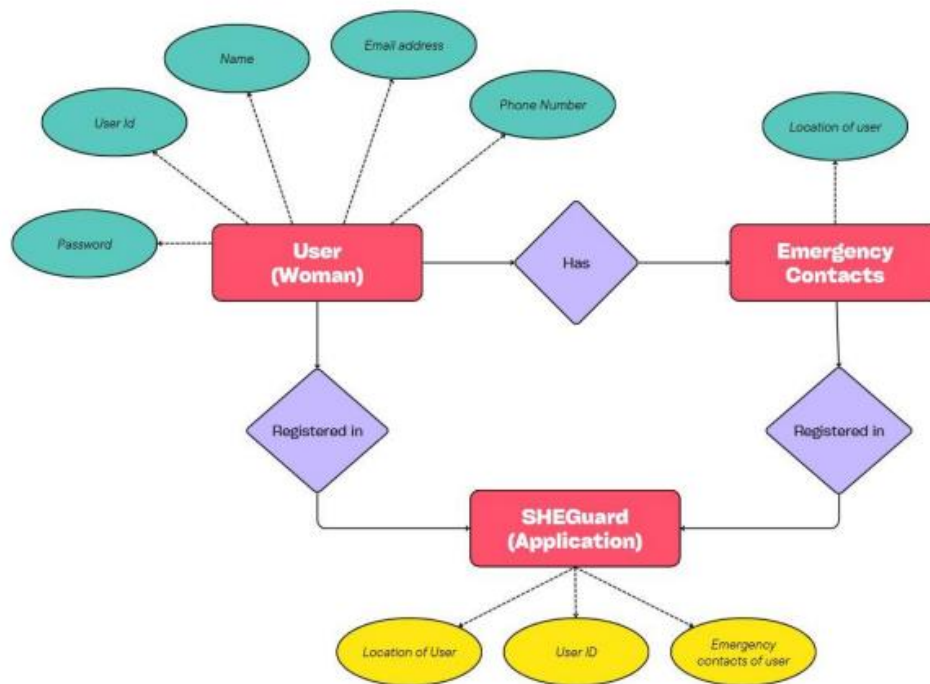 Email address
Name
Phone Number
User Id
Location of user
Password
User
(Woman)
Has
Emergency
Contacts
Registered in
Registered in
SHEGuard
(Application)
Location of User
User ID
Emergency
contacts of user